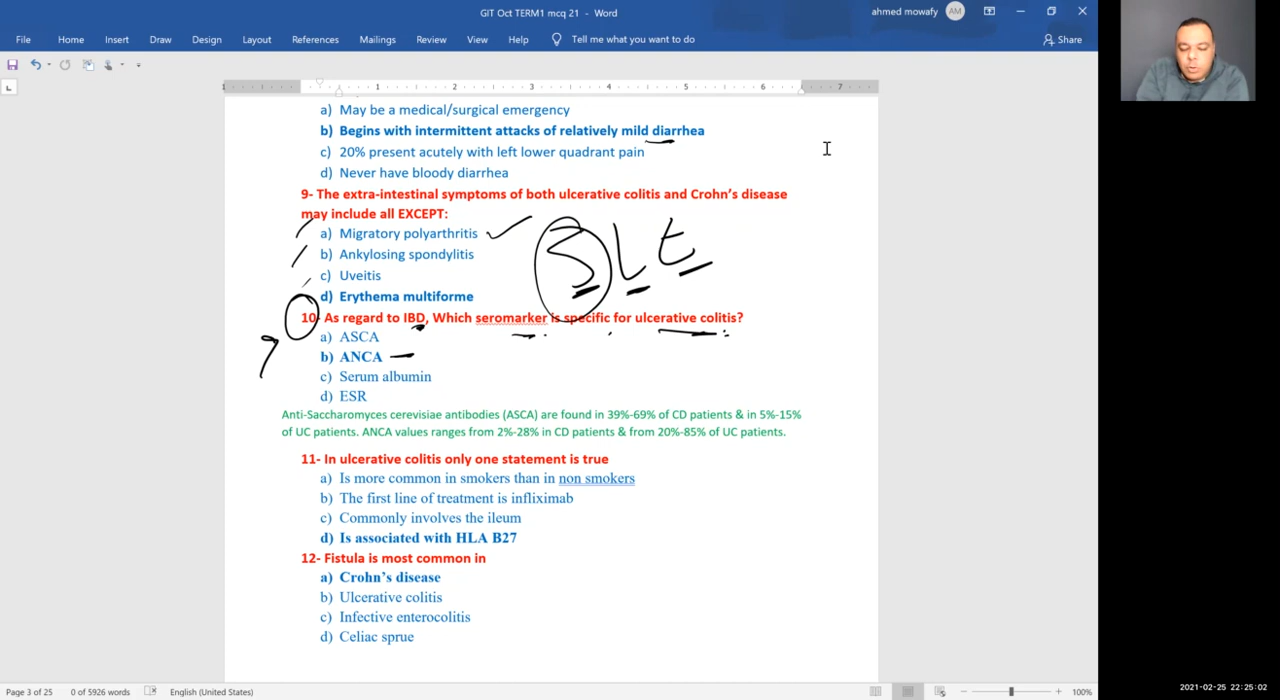 GIT Oct TERM1 mcq 21 - Word
ahmed mowafy AM
File Home Insert Draw Design Layout References Mailings Review View Help Tell me what you want to do Share
1 1 2 3 4 5 6 7
a) May be a medical/surgical emergency
b) Begins with intermittent attacks of relatively mild diarrhea
c) 20% present acutely with left lower quadrant pain
d) Never have bloody diarrhea
9- The extra-intestinal symptoms of both ulcerative colitis and Crohn's disease
may include all EXCEPT:
a) Migratory polyarthritis
b) Ankylosing spondylitis
c) Uveitis
d) Erythema multiforme
10- As regard to IBD, Which seromarker is specific for ulcerative colitis?
a) ASCA
b) ANCA
c) Serum albumin
d) ESR
Anti-Saccharomyces cerevisiae antibodies (ASCA) are found in 39%-69% of CD patients & in 5%-15%
of UC patients. ANCA values ranges from 2%-28% in CD patients & from 20%-85% of UC patients.
11- In ulcerative colitis only one statement is true
a) Is more common in smokers than in non smokers
b) The first line of treatment is infliximab
c) Commonly involves the ileum
d) Is associated with HLA B27
12- Fistula is most common in
a) Crohn's disease
b) Ulcerative colitis
c) Infective enterocolitis
d) Celiac sprue
Page 3 of 25 0 of 5926 words English (United States) 100%
2021-02-25 22:25:02